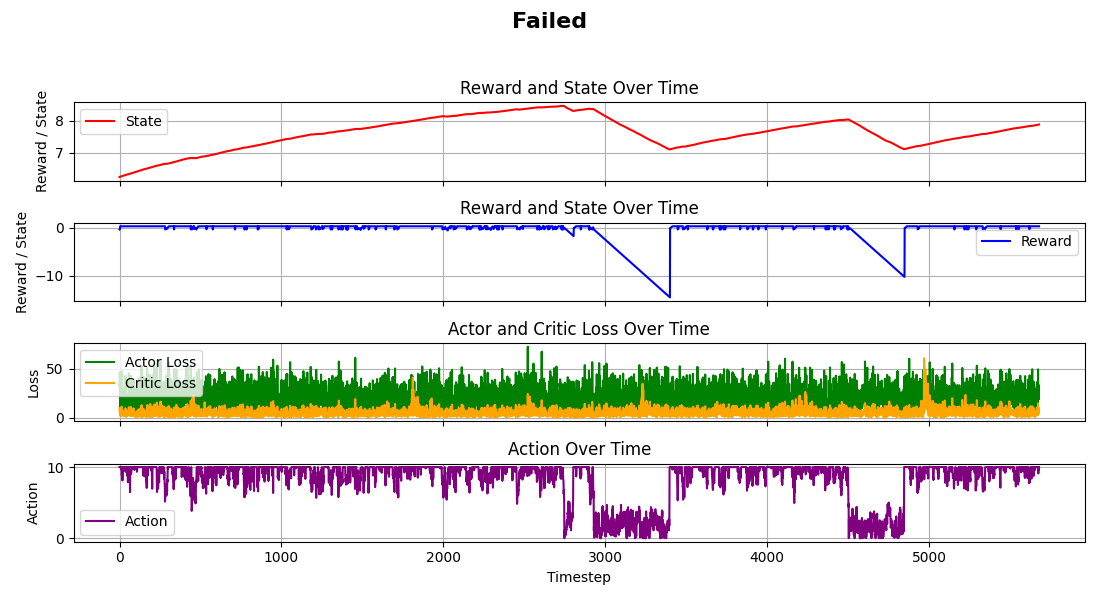 Failed
Reward and State Over Time
Reward / State
8
7
State
Reward and State Over Time
Reward / State
0
−10
Reward
Actor and Critic Loss Over Time
Loss
50
0
Actor Loss
Critic Loss
Action Over Time
Action
10
0
Action
0 1000 2000 3000 4000 5000
Timestep